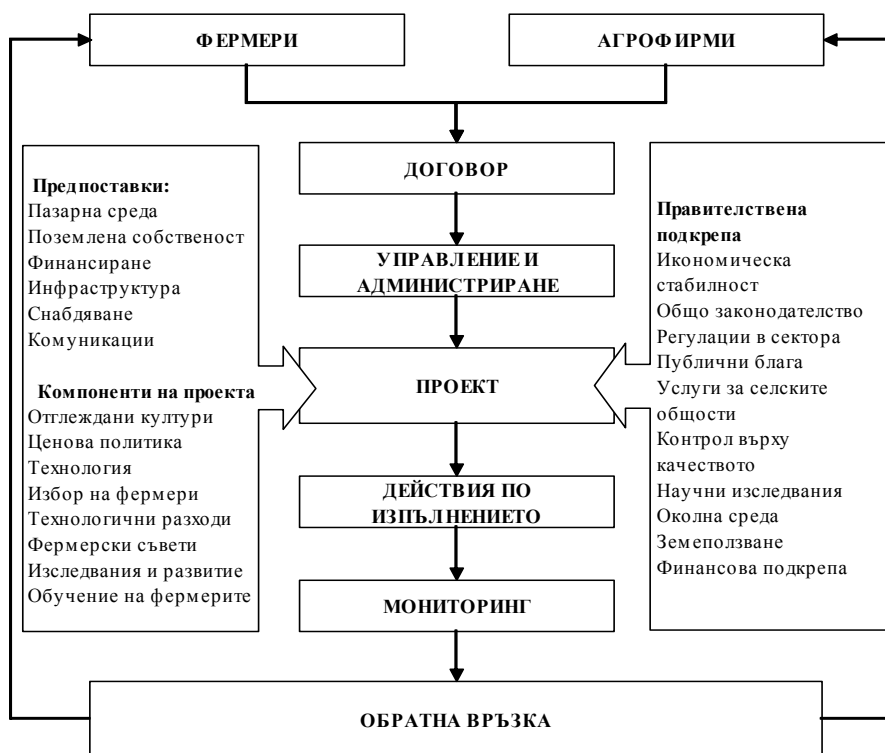 ФЕРМЕРИ
АГРОФИРМИ
ДОГОВОР
УПРАВЛЕНИЕ И
АДМИНИСТРИРАНЕ
ПРОЕКТ
ДЕЙСТВИЯ ПО
ИЗПЪЛНЕНИЕТО
МОНИТОРИНГ
Предпоставки:
Пазарна среда
Поземлена собственост
Финансиране
Инфраструктура
Снабдяване
Комуникации
Компоненти на проекта
Отглеждани култури
Ценова политика
Технология
Избор на фермери
Технологични разходи
Фермерски съвети
Изследвания и развитие
Обучение на фермерите
Правителствена
подкрепа
Икономическа
стабилност
Общо законодателство
Регулации в сектора
Публични блага
Услуги за селските
общости
Контрол върху
качеството
Научни изследвания
Околна среда
Земеползване
Финансова подкрепа
ОБРАТНА ВРЪЗКА